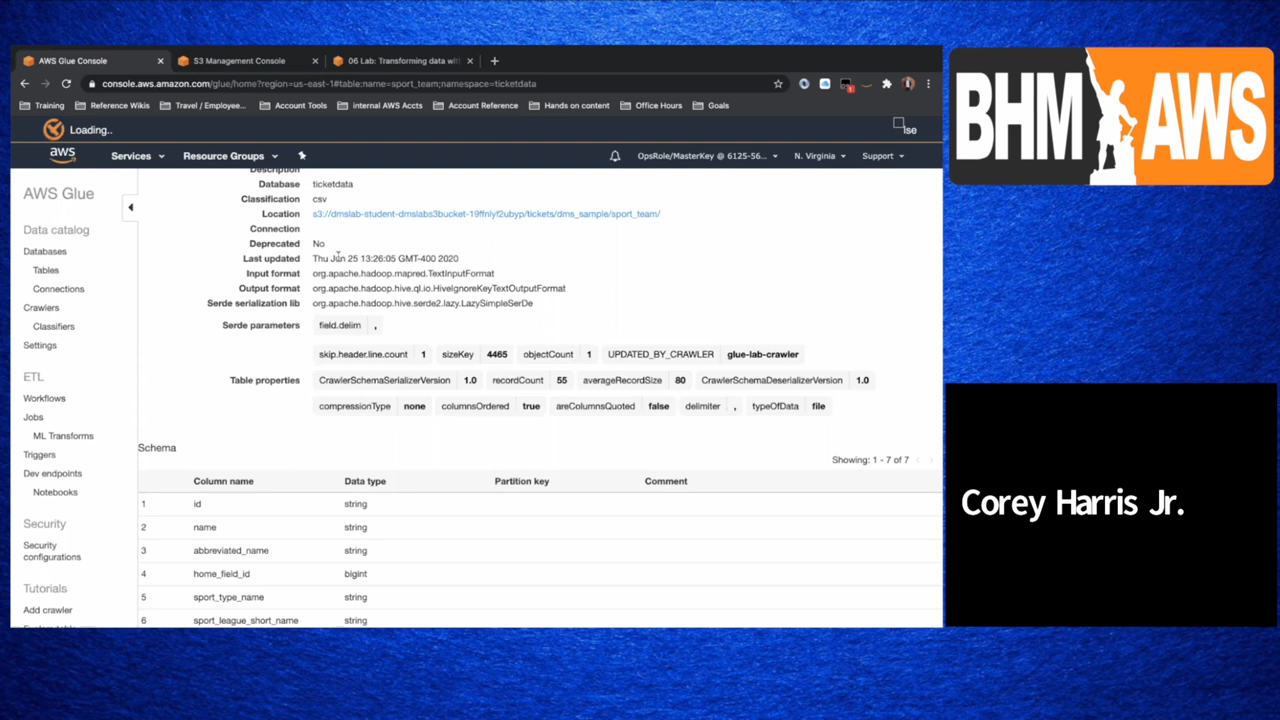 AWS Glue Console
S3 Management Console
06 Lab: Transforming data wit
console.aws.amazon.com/glue/home?region=us-east-1#table:name=sport_team;namespace=ticketdata
Training
Reference Wikis
Travel / Employee...
Account Tools
internal AWS Accts
Account Reference
Hands on content
Office Hours
Goals
Loading..
lse
aws
Services
Resource Groups
OpsRole/MasterKey @ 6125-56...
N. Virginia
Support
AWS Glue
Data catalog
Databases
Tables
Connections
Crawlers
Classifiers
Settings
ETL
Workflows
Jobs
ML Transforms
Triggers
Dev endpoints
Notebooks
Security
Security
configurations
Tutorials
Add crawler
Description
Database ticketdata
Classification csv
Location s3://dmslab-student-dmslabs3bucket-19ffnlyf2ubyp/tickets/dms_sample/sport_team/
Connection
Deprecated No
Last updated Thu Jun 25 13:26:05 GMT-400 2020
Input format org.apache.hadoop.mapred.TextInputFormat
Output format org.apache.hadoop.hive.ql.io.HiveIgnoreKeyTextOutputFormat
Serde serialization lib org.apache.hadoop.hive.serde2.lazy.LazySimpleSerDe
Serde parameters field.delim ,
skip.header.line.count 1 sizeKey 4465 objectCount 1 UPDATED_BY_CRAWLER glue-lab-crawler
Table properties CrawlerSchemaSerializerVersion 1.0 recordCount 55 averageRecordSize 80 CrawlerSchemaDeserializerVersion 1.0
compressionType none columnsOrdered true areColumnsQuoted false delimiter , typeOfData file
Schema
Showing: 1 - 7 of 7
Column name Data type Partition key Comment
1 id string
2 name string
3 abbreviated_name string
4 home_field_id bigint
5 sport_type_name string
6 sport_league_short_name string
BHM AWS
Corey Harris Jr.